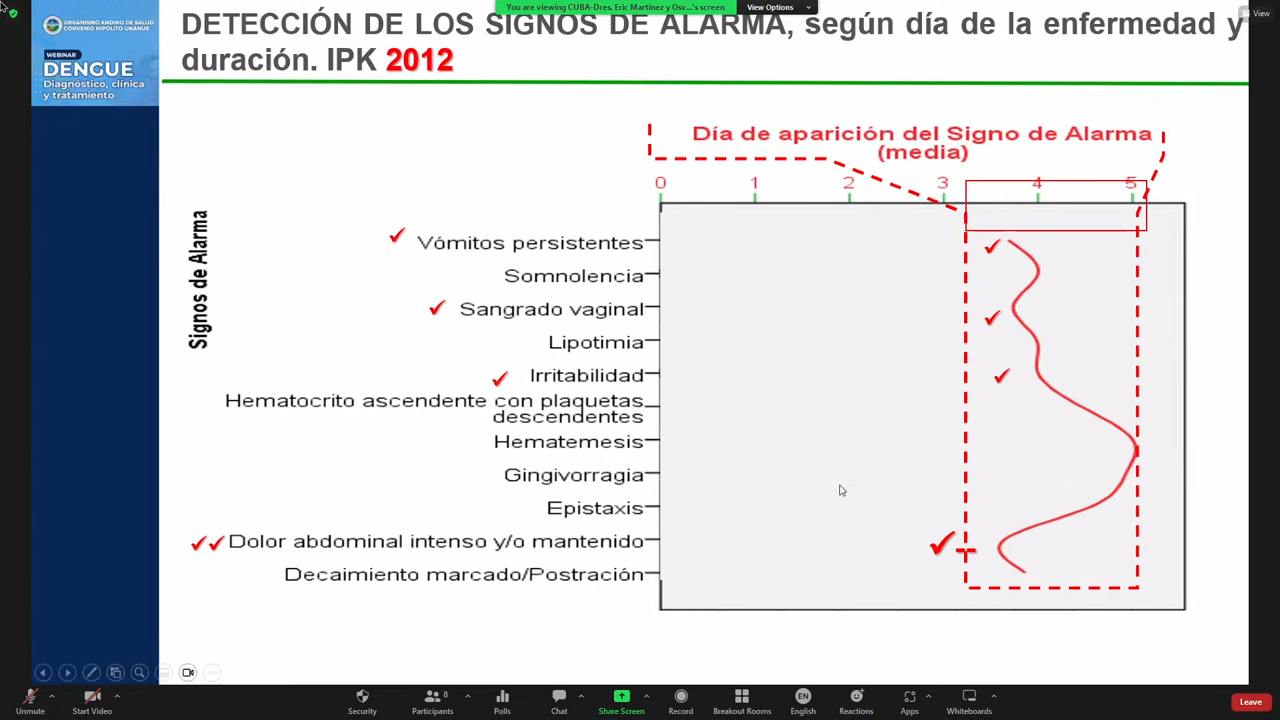 You are viewing CUBA-Dres. Eric Martínez y Osv...'s screen
View Options
View
ORGANISMO ANDINO DE SALUD
CONVENIO HIPÓLITO UNANUE
WEBINAR
DENGUE
Diagnóstico, clínica
y tratamiento
DETECCIÓN DE LOS SIGNOS DE ALARMA, según día de la enfermedad y
duración. IPK 2012
Día de aparición del Signo de Alarma
(media)
0 1 2 3 4 5
Signos de Alarma
Vómitos persistentes
Somnolencia
Sangrado vaginal
Lipotimia
Irritabilidad
Hematocrito ascendente con plaquetas
descendentes
Hematemesis
Gingivorragia
Epistaxis
Dolor abdominal intenso y/o mantenido
Decaimiento marcado/Postración
Unmute
Start Video
Security
Participants
8
Polls
Chat
Share Screen
Record
Breakout Rooms
EN
English
Reactions
Apps
Whiteboards
Leave